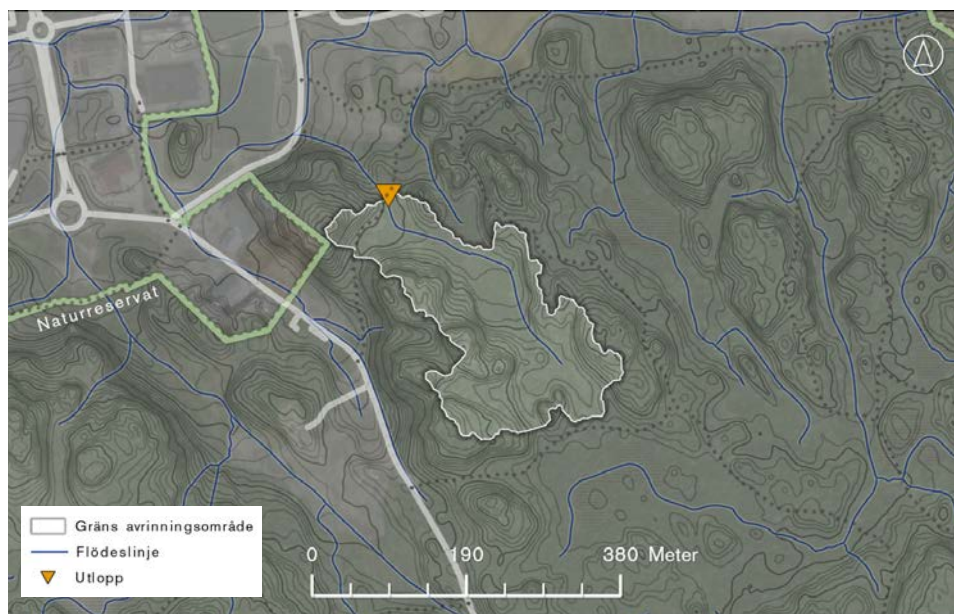 Naturreservat
Gräns avrinningsområde
Flödeslinje
Utlopp
0 190 380 Meter